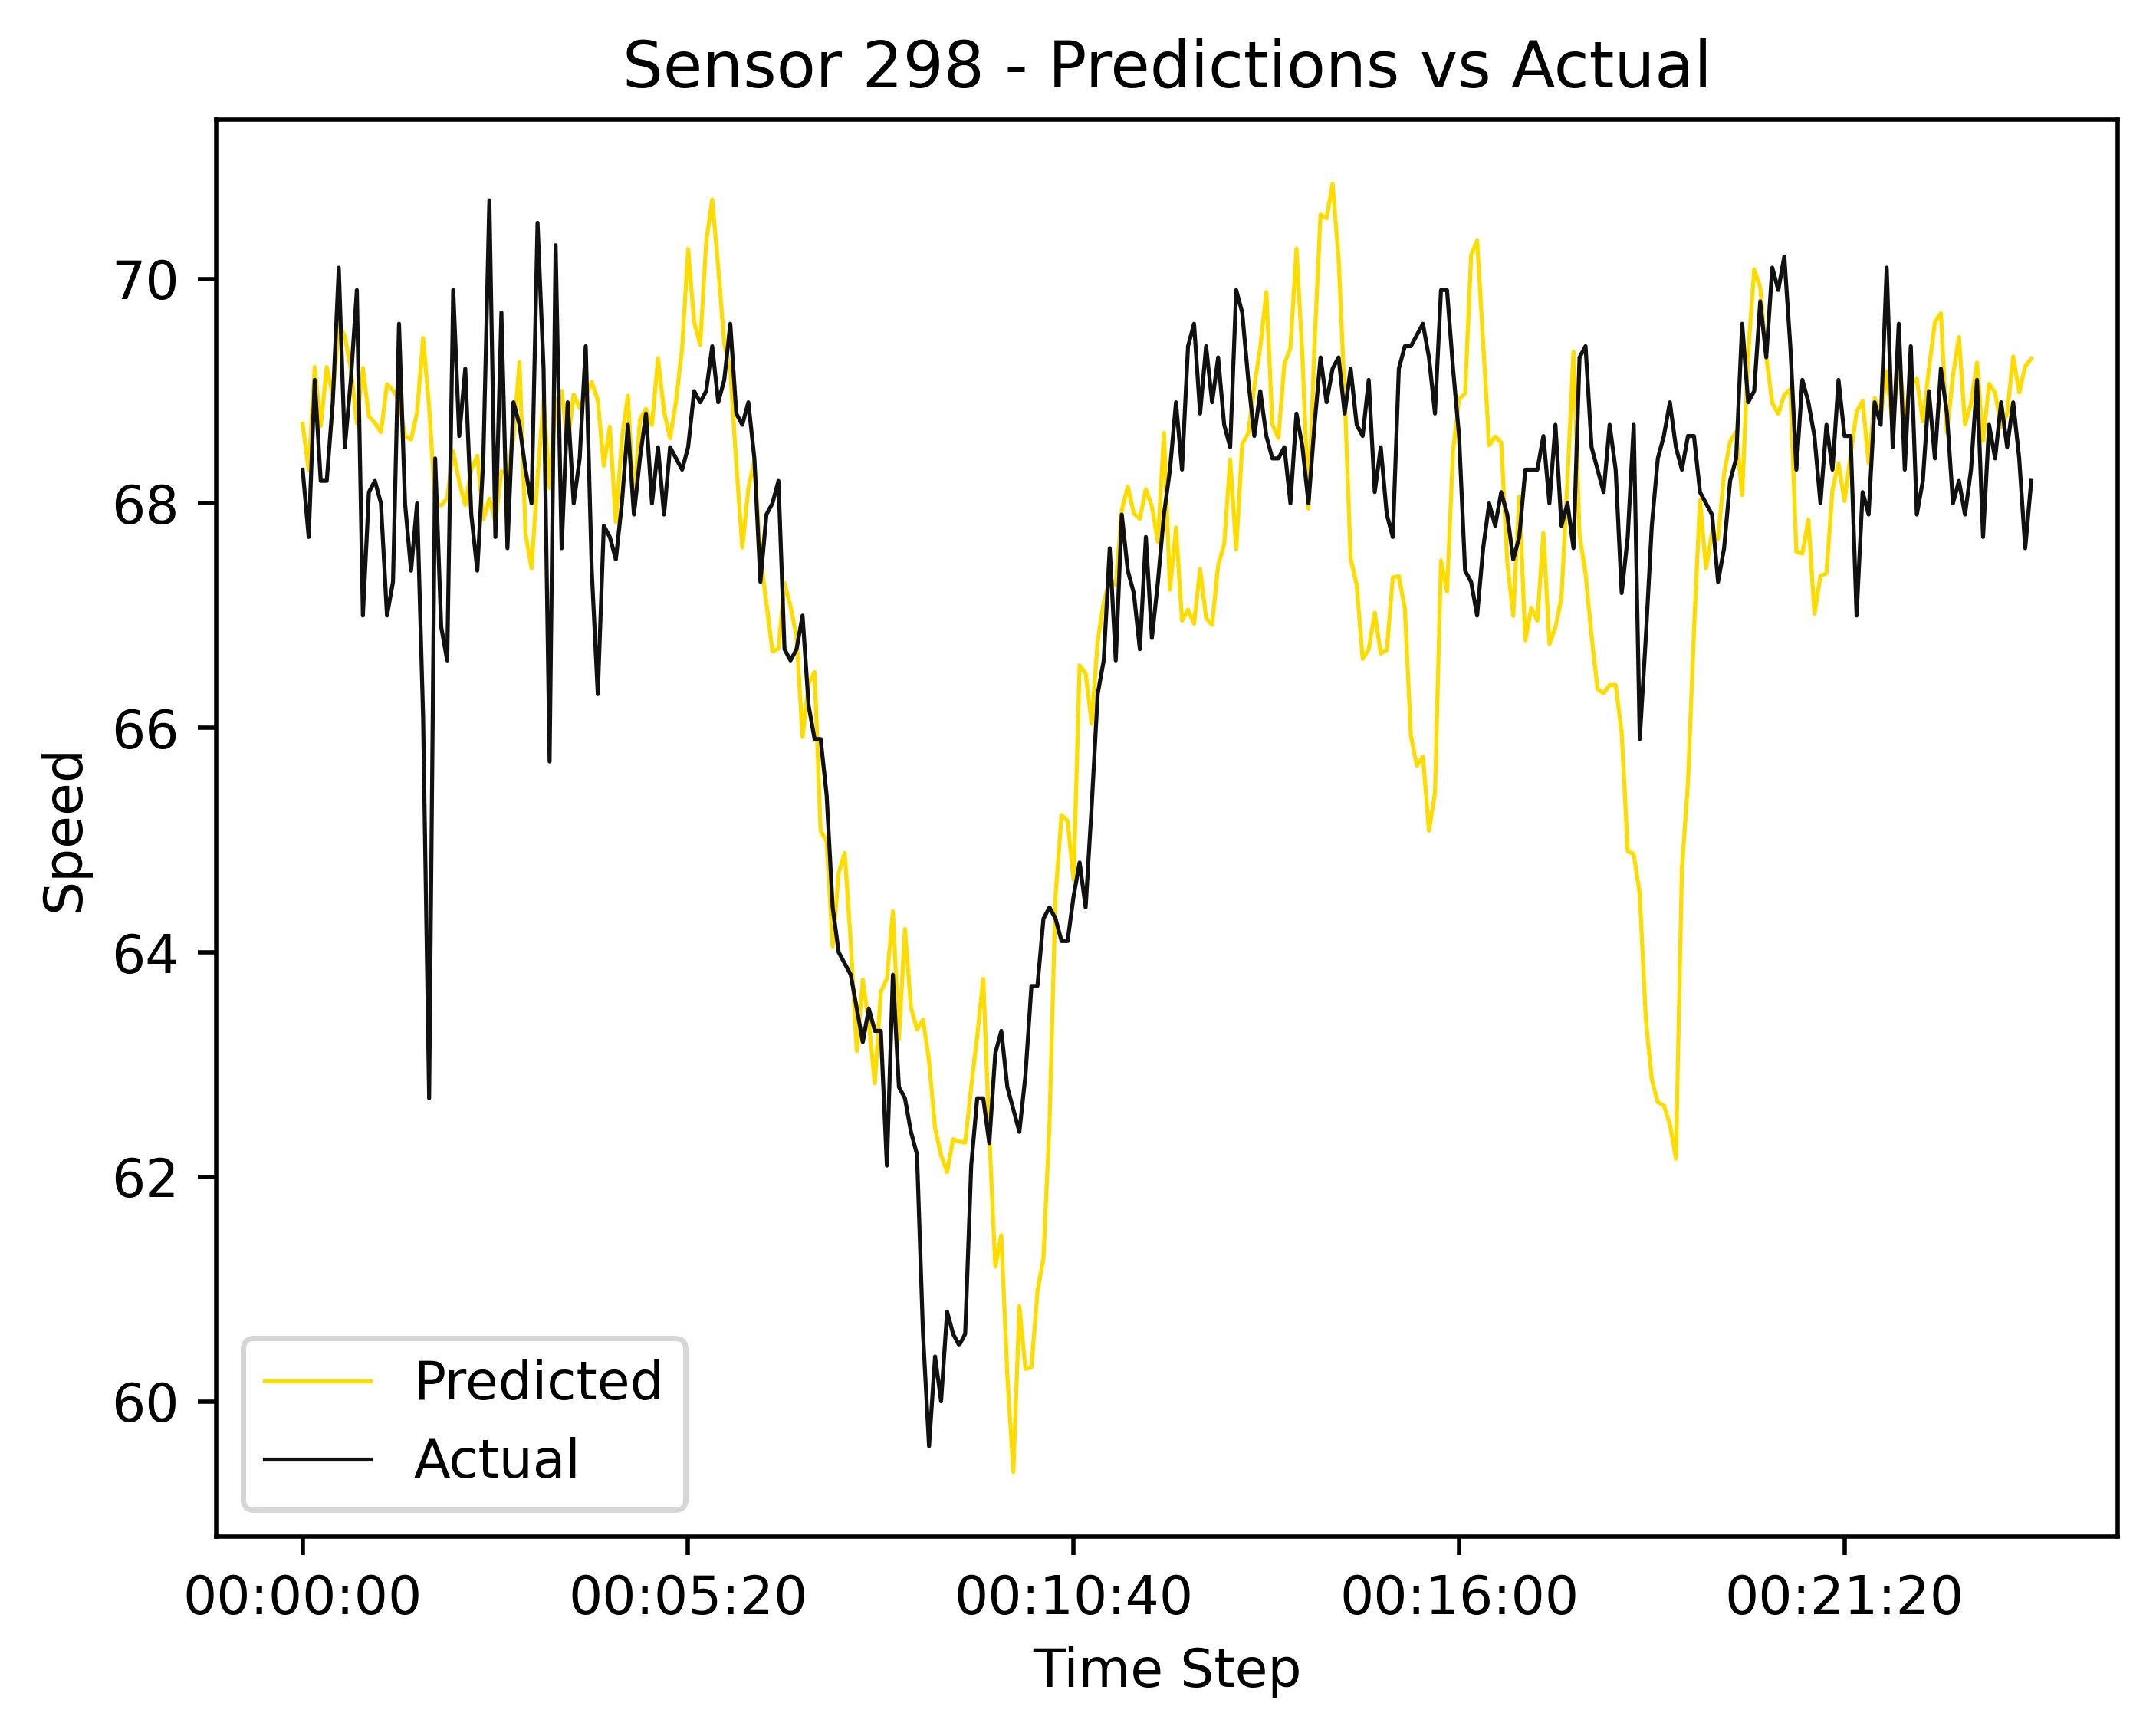 Sensor 298 - Predictions vs Actual
70
68
66
64
62
60
Speed
Predicted
Actual
00:00:00 00:05:20 00:10:40 00:16:00 00:21:20
Time Step